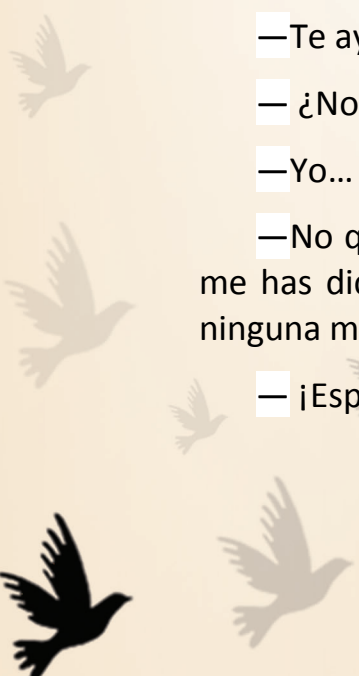 —Te ay
— ¿No
—Yo...
—No q
me has dic
ninguna m
— ¡Esp